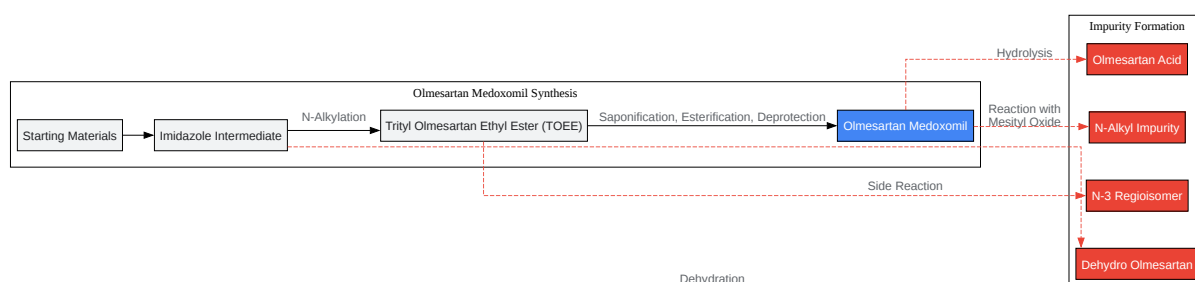 Impurity Formation
Hydrolysis
Olmesartan Acid
Olmesartan Medoxomil Synthesis
Starting Materials
Imidazole Intermediate
N-Alkylation
Trityl Olmesartan Ethyl Ester (TOEE)
Saponification, Esterification, Deprotection
Olmesartan Medoxomil
Reaction with
Mesityl Oxide
N-Alkyl Impurity
Side Reaction
N-3 Regioisomer
Dehydro Olmesartan
Dehydration